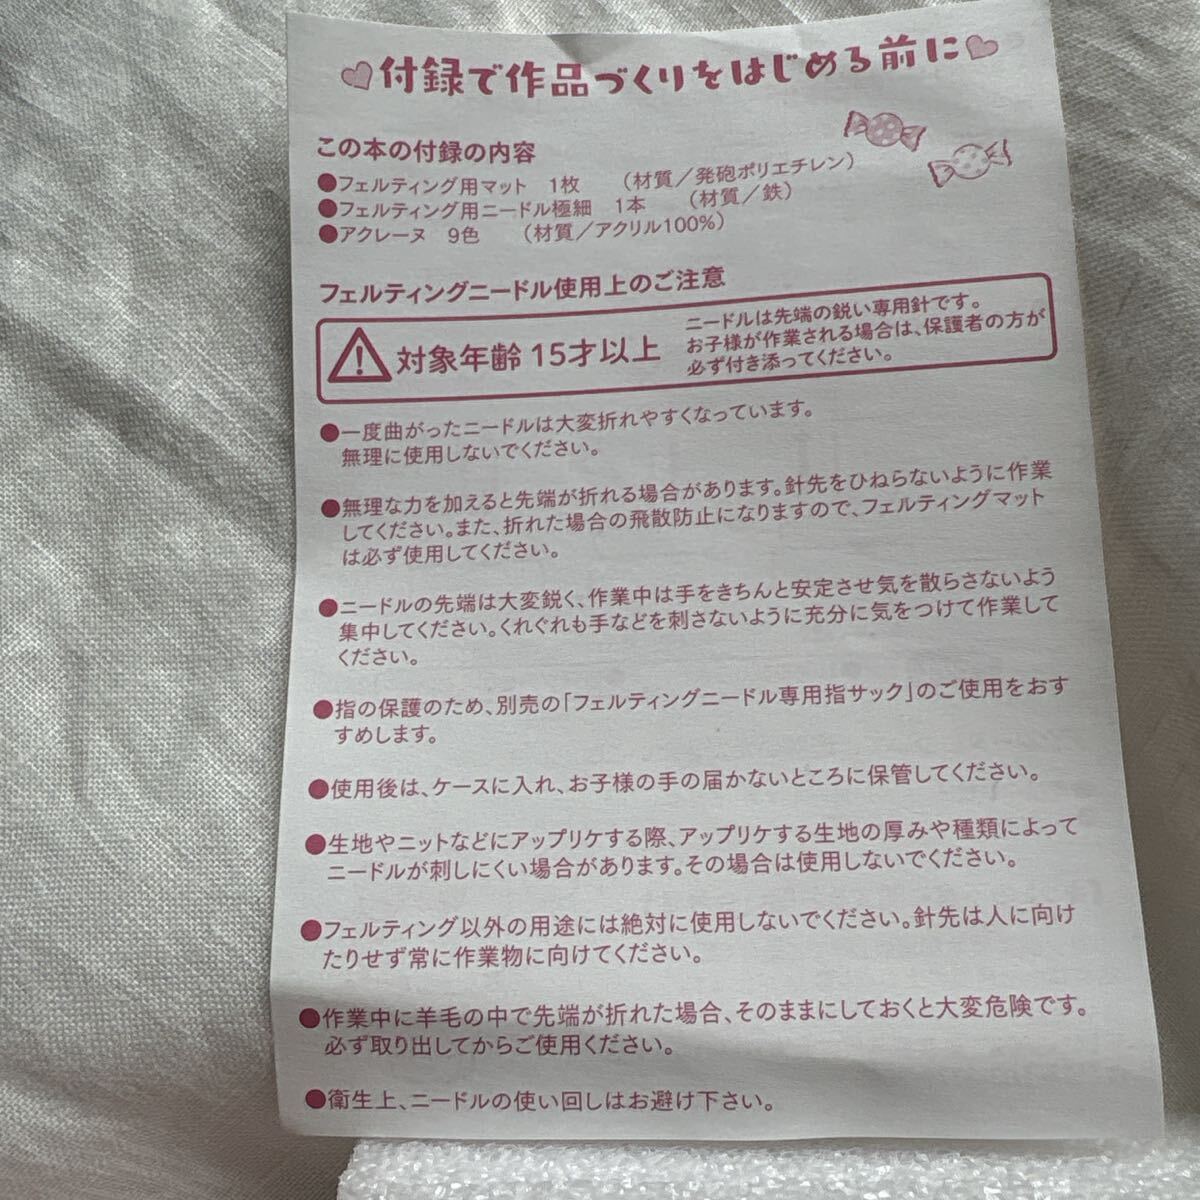 付録で作品づくりをはじめる前に
この本の付録の内容
●フェルティング用マット 1枚 （材質／発砲ポリエチレン）
●フェルティング用ニードル極細 1本 （材質／鉄）
●アクレーヌ 9色 （材質／アクリル100%）
フェルティングニードル使用上のご注意
対象年齢 15才以上
ニードルは先端の鋭い専用針です。
お子様が作業される場合は、保護者の方が
必ず付き添ってください。
●一度曲がったニードルは大変折れやすくなっています。
無理に使用しないでください。
●無理な力を加えると先端が折れる場合があります。針先をひねらないように作業
してください。また、折れた場合の飛散防止になりますので、フェルティングマット
は必ず使用してください。
●ニードルの先端は大変鋭く、作業中は手をきちんと安定させ気を散らさないよう
集中してください。くれぐれも手などを刺さないように充分に気をつけて作業して
ください。
●指の保護のため、別売の「フェルティングニードル専用指サック」のご使用をおす
すめします。
●使用後は、ケースに入れ、お子様の手の届かないところに保管してください。
●生地やニットなどにアップリケする際、アップリケする生地の厚みや種類によって
ニードルが刺しにくい場合があります。その場合は使用しないでください。
●フェルティング以外の用途には絶対に使用しないでください。針先は人に向け
たりせず常に作業物に向けてください。
●作業中に羊毛の中で先端が折れた場合、そのままにしておくと大変危険です。
必ず取り出してからご使用ください。
●衛生上、ニードルの使い回しはお避け下さい。